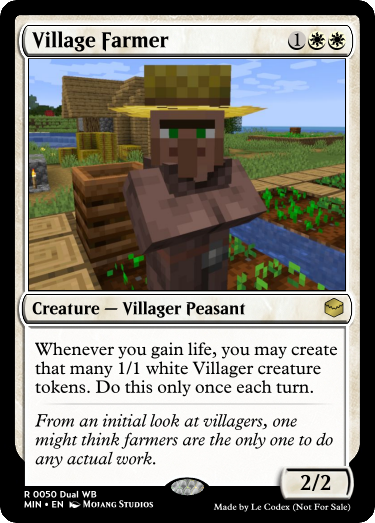 Village Farmer 1
Creature — Villager Peasant
Whenever you gain life, you may create
that many 1/1 white Villager creature
tokens. Do this only once each turn.
From an initial look at villagers, one
might think farmers are the only one to do
any actual work.
2/2
R 0050 Dual WB
MIN • EN Mojang Studios
Made by Le Codex (Not For Sale)